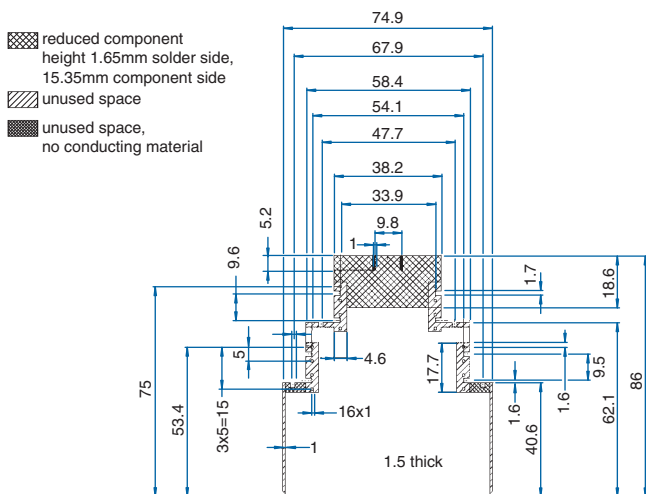 74.9
reduced component
height 1.65mm solder side,
15.35mm component side
67.9
58.4
unused space
54.1
unused space,
no conducting material
47.7
38.2
33.9
5.2
9.8
1
9.6
1.7
18.6
75
53.4
5
3x5=15
4.6
17.7
9.5
1.6
1.6
40.6
62.1
86
16x1
1
1.5 thick